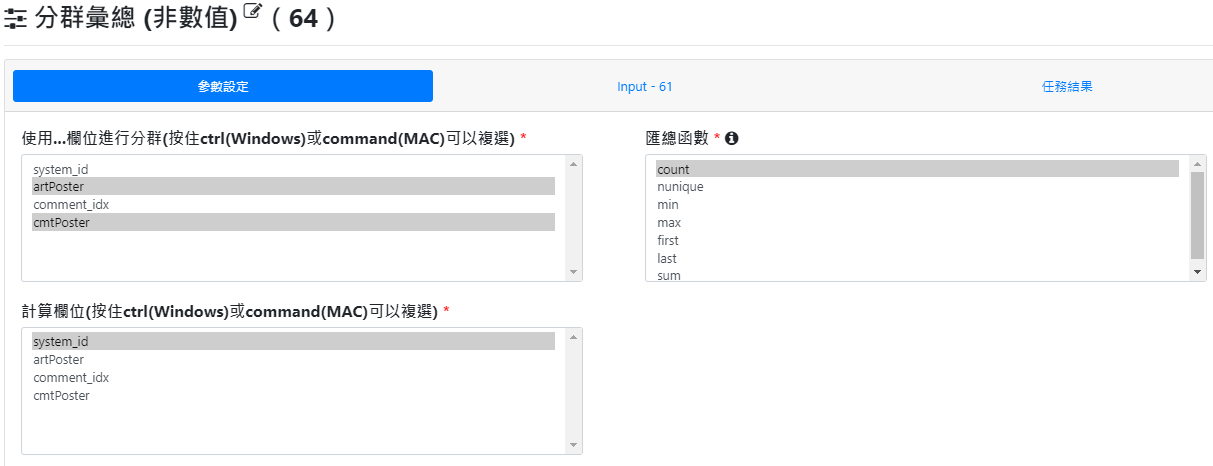 分群彙總 (非數值) ( 64 )
參數設定
Input - 61
任務結果
使用...欄位進行分群(按住ctrl(Windows)或command(MAC)可以複選) *
system_id
artPoster
comment_idx
cmtPoster
匯總函數 *
count
nunique
min
max
first
last
sum
計算欄位(按住ctrl(Windows)或command(MAC)可以複選) *
system_id
artPoster
comment_idx
cmtPoster